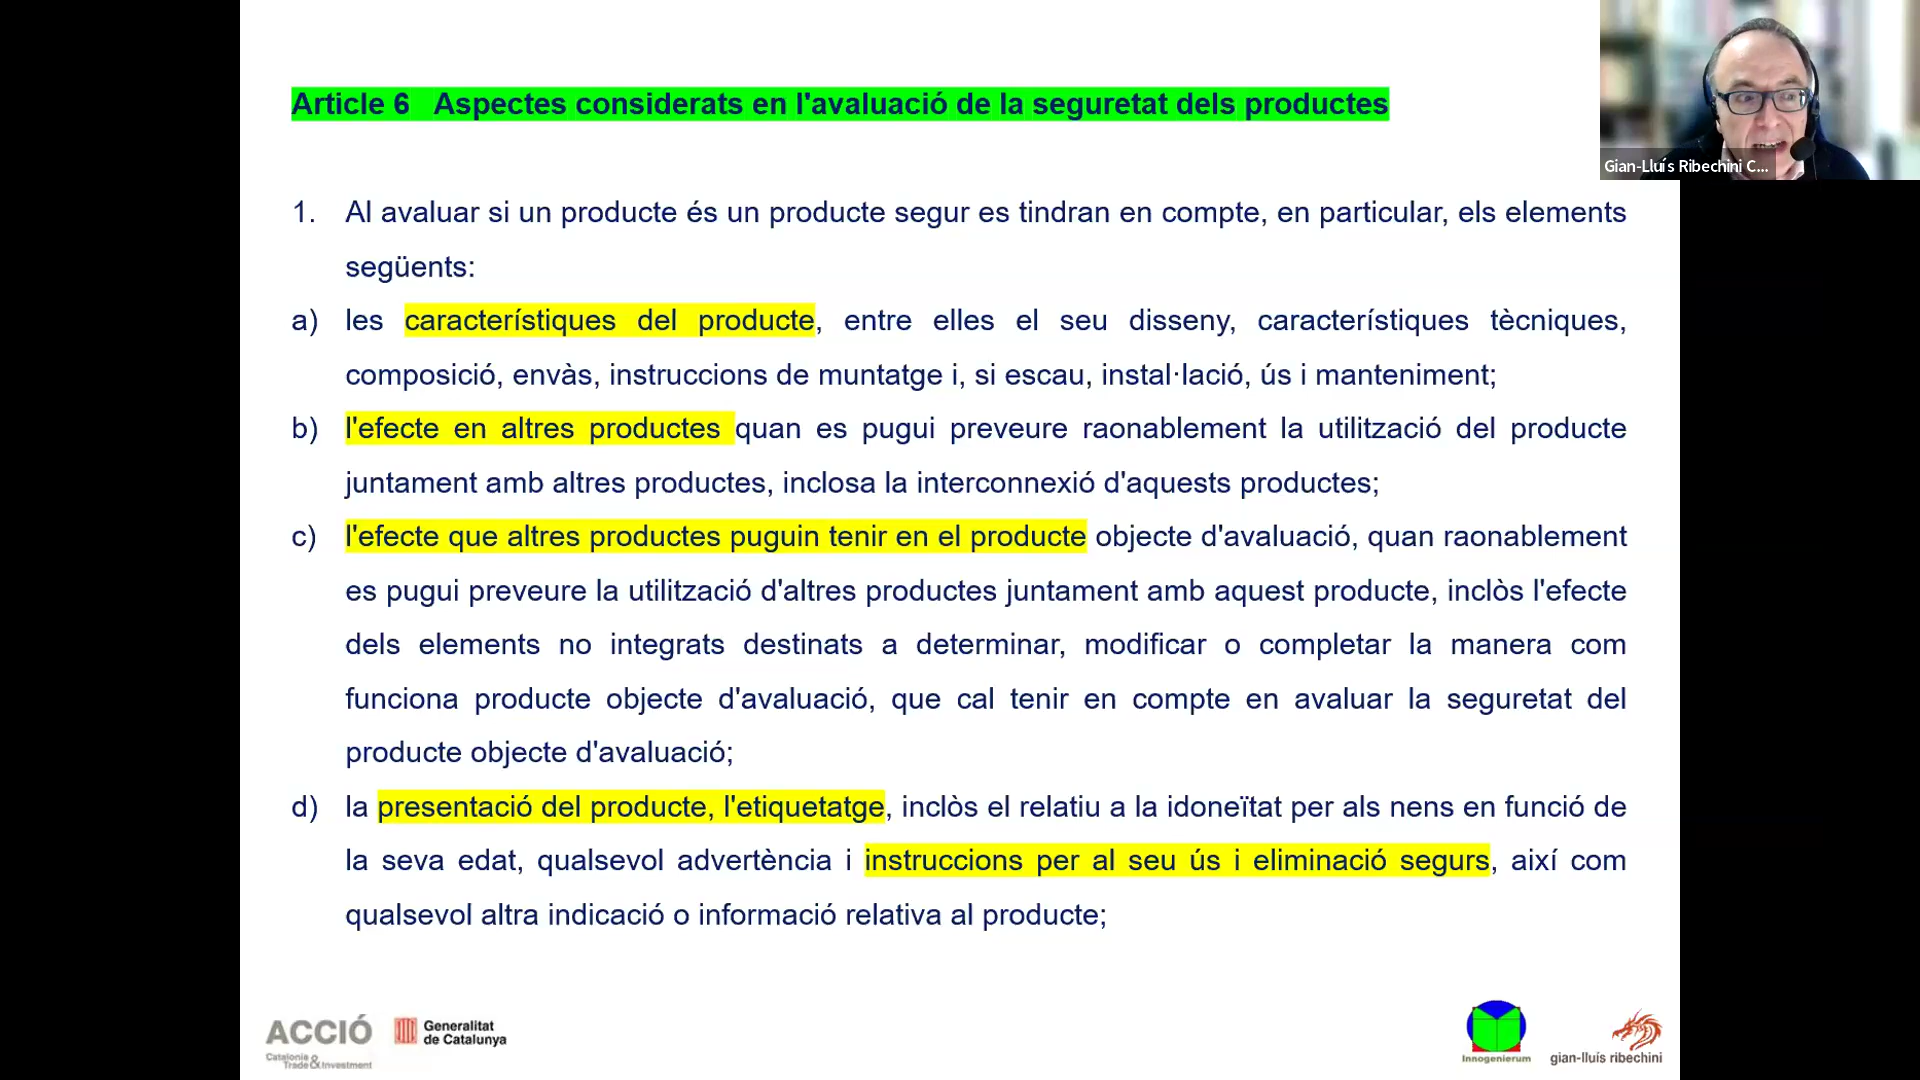 Article 6 Aspectes considerats en l'avaluació de la seguretat dels productes
Gian-Lluís Ribechini C...
1. Al avaluar si un producte és un producte segur es tindran en compte, en particular, els elements
següents:
a) les característiques del producte, entre elles el seu disseny, característiques tècniques,
composició, envàs, instruccions de muntatge i, si escau, instal·lació, ús i manteniment;
b) l'efecte en altres productes quan es pugui preveure raonablement la utilització del producte
juntament amb altres productes, inclosa la interconnexió d'aquests productes;
c) l'efecte que altres productes puguin tenir en el producte objecte d'avaluació, quan raonablement
es pugui preveure la utilització d'altres productes juntament amb aquest producte, inclòs l'efecte
dels elements no integrats destinats a determinar, modificar o completar la manera com
funciona producte objecte d'avaluació, que cal tenir en compte en avaluar la seguretat del
producte objecte d'avaluació;
d) la presentació del producte, l'etiquetatge, inclòs el relatiu a la idoneïtat per als nens en funció de
la seva edat, qualsevol advertència i instruccions per al seu ús i eliminació segurs, així com
qualsevol altra indicació o informació relativa al producte;
ACCIÓ
Catalonia
Trade & Investment
Generalitat
de Catalunya
Innogenierum
gian-lluís ribechini